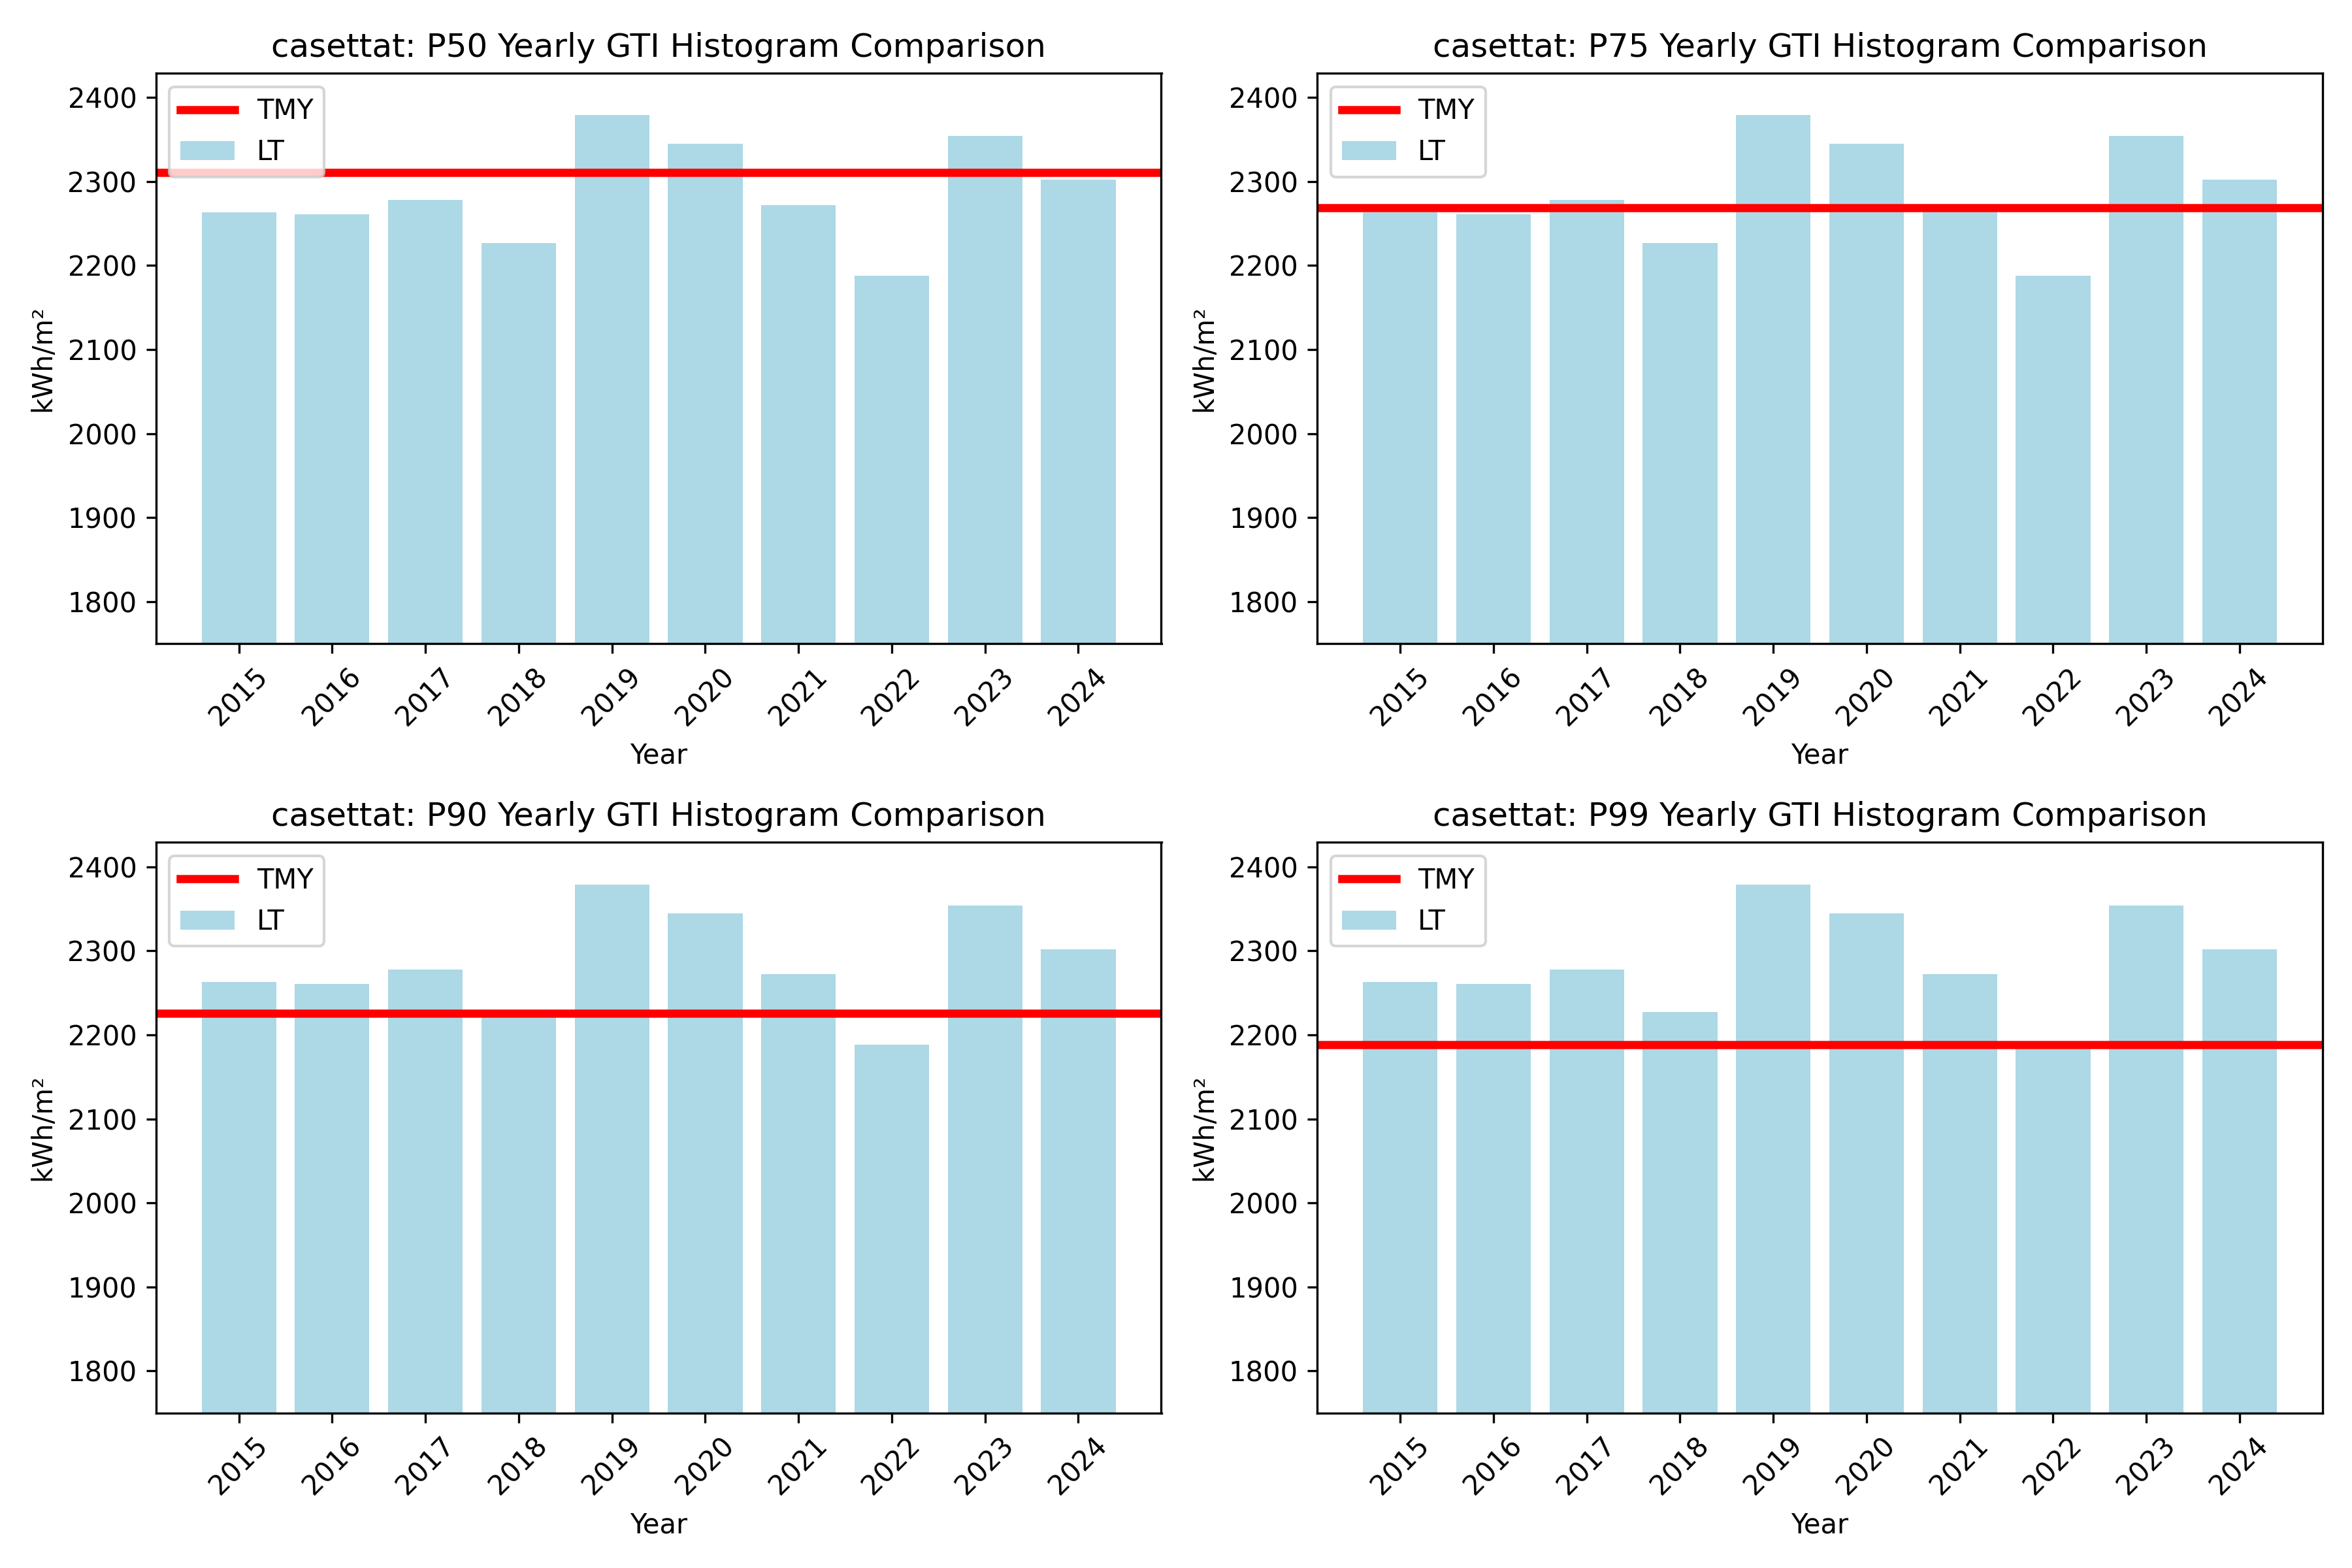 casettat: P50 Yearly GTI Histogram Comparison
2400
2300
2200
2100
2000
1900
1800
kWh/m²
TMY
LT
2015 2016 2017 2018 2019 2020 2021 2022 2023 2024
Year
casettat: P75 Yearly GTI Histogram Comparison
2400
2300
2200
2100
2000
1900
1800
kWh/m²
TMY
LT
2015 2016 2017 2018 2019 2020 2021 2022 2023 2024
Year
casettat: P90 Yearly GTI Histogram Comparison
2400
2300
2200
2100
2000
1900
1800
kWh/m²
TMY
LT
2015 2016 2017 2018 2019 2020 2021 2022 2023 2024
Year
casettat: P99 Yearly GTI Histogram Comparison
2400
2300
2200
2100
2000
1900
1800
kWh/m²
TMY
LT
2015 2016 2017 2018 2019 2020 2021 2022 2023 2024
Year